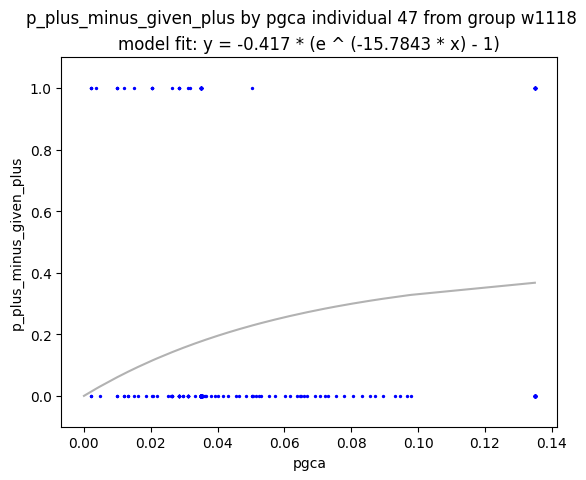 p_plus_minus_given_plus by pgca individual 47 from group w1118
model fit: y = -0.417 * (e ^ (-15.7843 * x) - 1)
1.0
0.8
0.6
0.4
0.2
0.0
p_plus_minus_given_plus
0.00 0.02 0.04 0.06 0.08 0.10 0.12 0.14
pgca